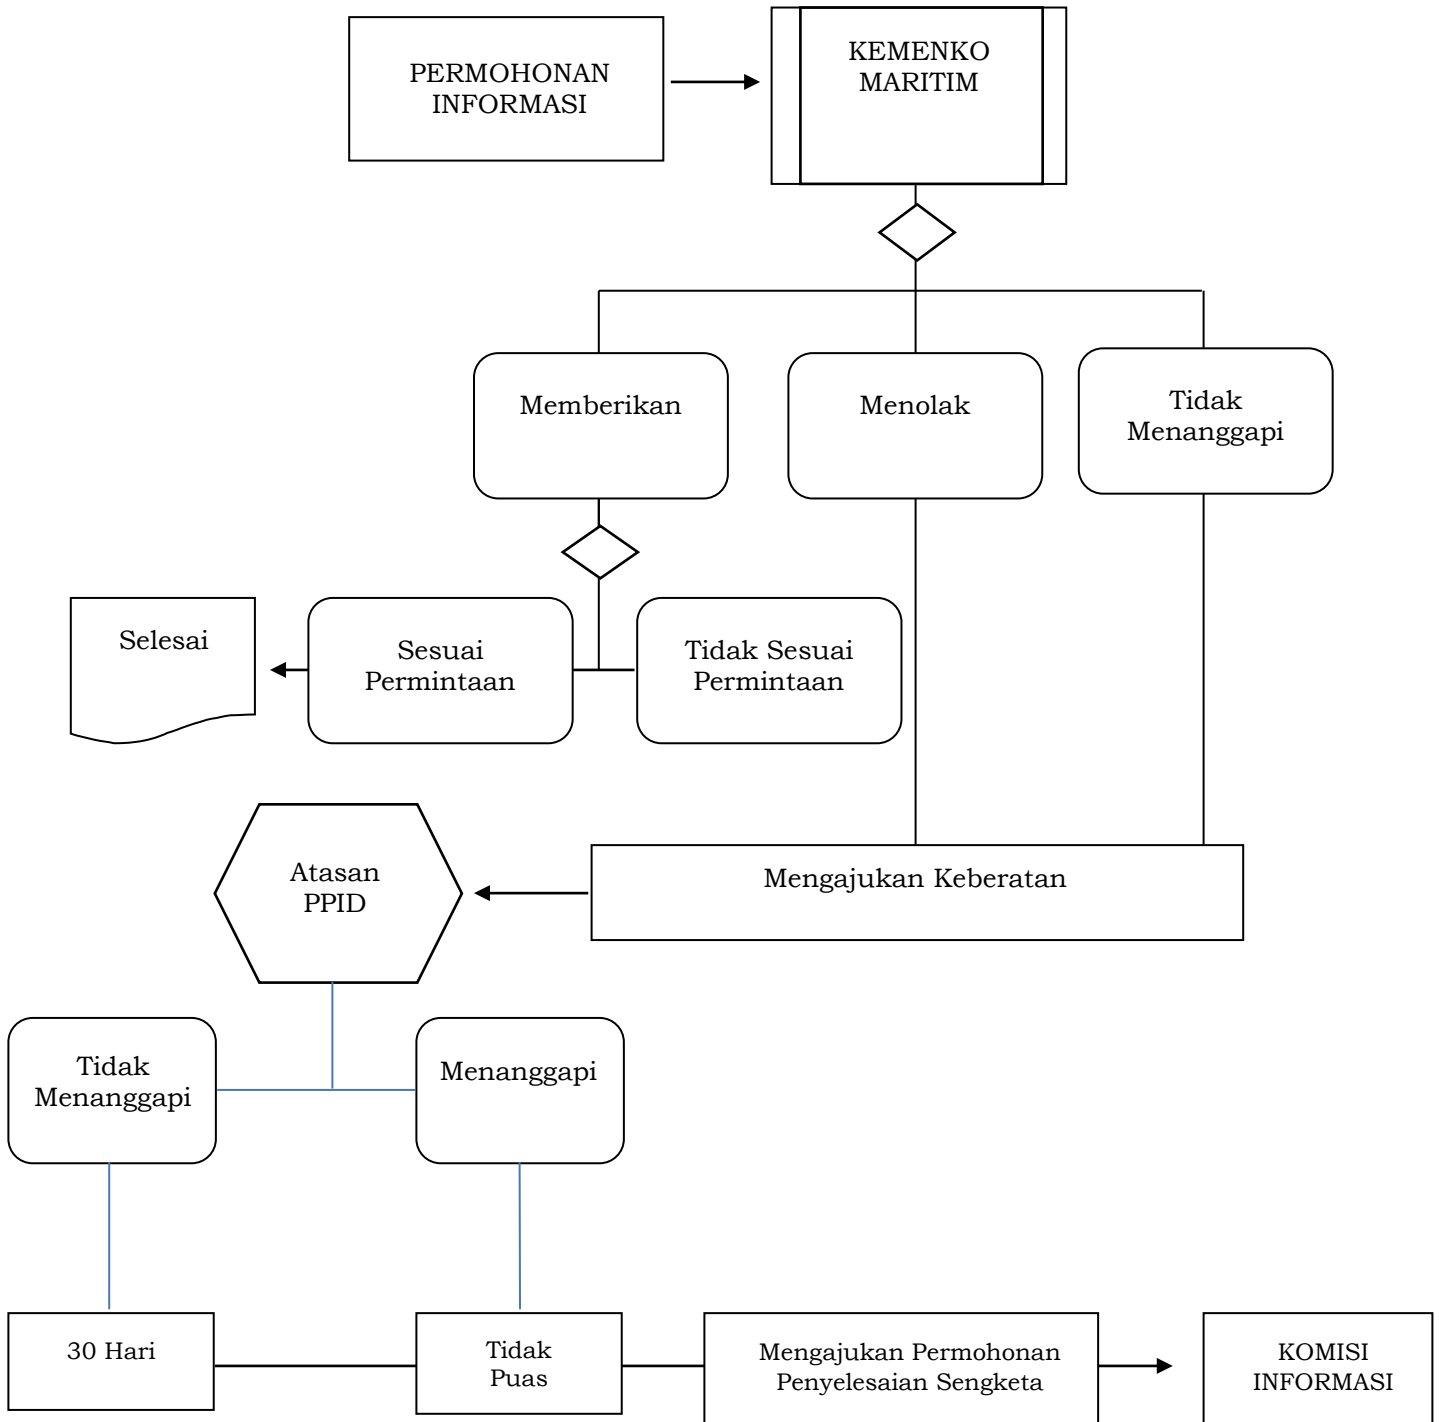 PERMOHONAN
INFORMASI
KEMENKO
MARITIM
Memberikan
Menolak
Tidak
Menanggapi
Selesai
Sesuai
Permintaan
Tidak Sesuai
Permintaan
Atasan
PPID
Mengajukan Keberatan
Tidak
Menanggapi
Menanggapi
30 Hari
Tidak
Puas
Mengajukan Permohonan
Penyelesaian Sengketa
KOMISI
INFORMASI